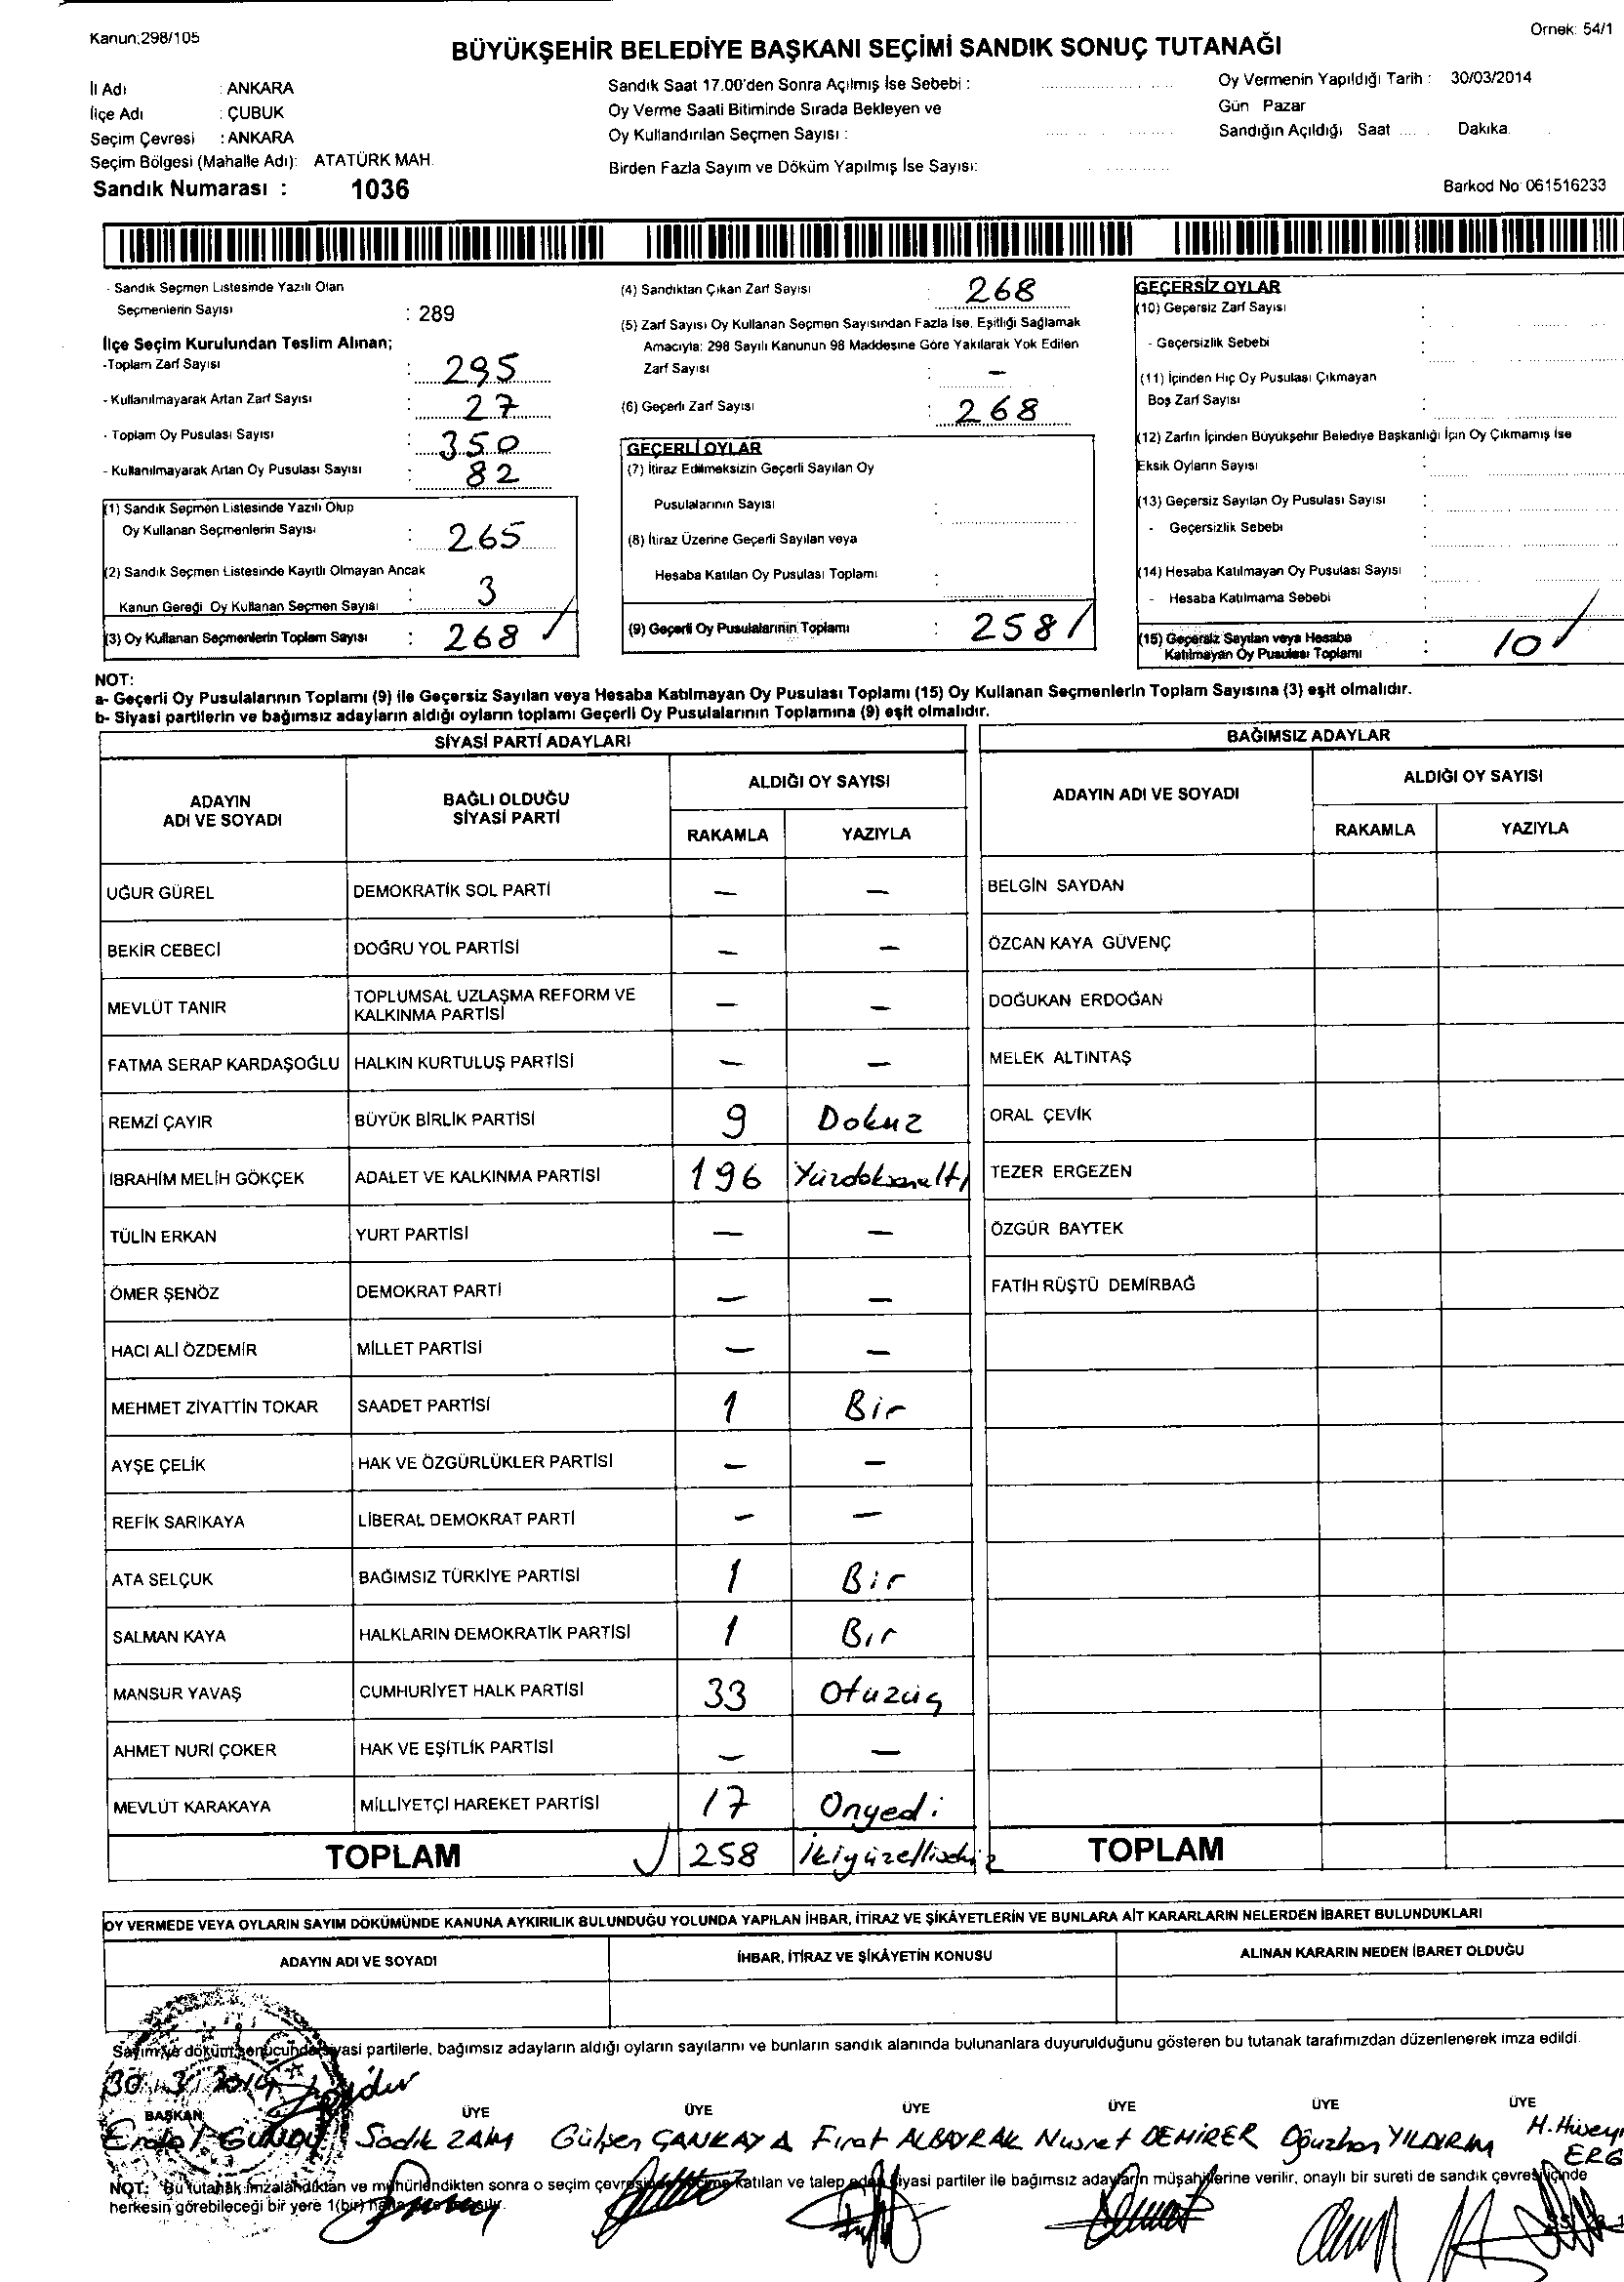 Kanun;298/105
Örnek: 54/1
BÜYÜKŞEHİR BELEDİYE BAŞKANI SEÇİMİ SANDIK SONUÇ TUTANAĞI
İl Adı : ANKARA
İlçe Adı : ÇUBUK
Seçim Çevresi : ANKARA
Seçim Bölgesi (Mahalle Adı): ATATÜRK MAH.
Sandık Numarası : 1036
Sandık Saat 17.00'den Sonra Açılmış İse Sebebi :
Oy Verme Saati Bitiminde Sırada Bekleyen ve
Oy Kullandırılan Seçmen Sayısı :
Birden Fazla Sayım ve Döküm Yapılmış İse Sayısı:
Oy Vermenin Yapıldığı Tarih : 30/03/2014
Gün Pazar
Sandığın Açıldığı Saat .... . Dakika.
Barkod No: 061516233
- Sandık Seçmen Listesinde Yazılı Olan
Seçmenlerin Sayısı : 289
İlçe Seçim Kurulundan Teslim Alınan;
-Toplam Zarf Sayısı : 295
- Kullanılmayarak Artan Zarf Sayısı : 27
- Toplam Oy Pusulası Sayısı : 350
- Kullanılmayarak Artan Oy Pusulası Sayısı : 82
(1) Sandık Seçmen Listesinde Yazılı Olup
Oy Kullanan Seçmenlerin Sayısı : 265
(2) Sandık Seçmen Listesinde Kayıtlı Olmayan Ancak
Kanun Gereği Oy Kullanan Seçmen Sayısı : 3
(3) Oy Kullanan Seçmenlerin Toplam Sayısı : 268
(4) Sandıktan Çıkan Zarf Sayısı : 268
(5) Zarf Sayısı Oy Kullanan Seçmen Sayısından Fazla İse, Eşitliği Sağlamak
Amacıyla: 298 Sayılı Kanunun 98 Maddesine Göre Yakılarak Yok Edilen
Zarf Sayısı : –
(6) Geçerli Zarf Sayısı : 268
GEÇERLİ OYLAR
(7) İtiraz Edilmeksizin Geçerli Sayılan Oy
Pusulalarının Sayısı :
(8) İtiraz Üzerine Geçerli Sayılan veya
Hesaba Katılan Oy Pusulası Toplamı :
(9) Geçerli Oy Pusulalarının Toplamı : 258
GEÇERSİZ OYLAR
(10) Geçersiz Zarf Sayısı :
- Geçersizlik Sebebi :
(11) İçinden Hiç Oy Pusulası Çıkmayan
Boş Zarf Sayısı :
(12) Zarfın İçinden Büyükşehir Belediye Başkanlığı İçin Oy Çıkmamış İse
Eksik Oyların Sayısı :
(13) Geçersiz Sayılan Oy Pusulası Sayısı :
- Geçersizlik Sebebi :
(14) Hesaba Katılmayan Oy Pusulası Sayısı :
- Hesaba Katılmama Sebebi :
(15) Geçersiz Sayılan veya Hesaba
Katılmayan Oy Pusulası Toplamı : 10
NOT:
a- Geçerli Oy Pusulalarının Toplamı (9) ile Geçersiz Sayılan veya Hesaba Katılmayan Oy Pusulası Toplamı (15) Oy Kullanan Seçmenlerin Toplam Sayısına (3) eşit olmalıdır.
b- Siyasi partilerin ve bağımsız adayların aldığı oyların toplamı Geçerli Oy Pusulalarının Toplamına (9) eşit olmalıdır.
SİYASİ PARTİ ADAYLARI
ADAYIN ADI VE SOYADI
BAĞLI OLDUĞU SİYASİ PARTİ
ALDIĞI OY SAYISI
RAKAMLA YAZIYLA
UĞUR GÜREL DEMOKRATİK SOL PARTİ – –
BEKİR CEBECİ DOĞRU YOL PARTİSİ – –
MEVLÜT TANIR TOPLUMSAL UZLAŞMA REFORM VE KALKINMA PARTİSİ – –
FATMA SERAP KARDAŞOĞLU HALKIN KURTULUŞ PARTİSİ – –
REMZİ ÇAYIR BÜYÜK BİRLİK PARTİSİ 9 Dokuz
İBRAHİM MELİH GÖKÇEK ADALET VE KALKINMA PARTİSİ 196 Yüzdoksanaltı
TÜLİN ERKAN YURT PARTİSİ – –
ÖMER ŞENÖZ DEMOKRAT PARTİ – –
HACI ALİ ÖZDEMİR MİLLET PARTİSİ – –
MEHMET ZİYATTİN TOKAR SAADET PARTİSİ 1 Bir
AYŞE ÇELİK HAK VE ÖZGÜRLÜKLER PARTİSİ – –
REFİK SARIKAYA LİBERAL DEMOKRAT PARTİ – –
ATA SELÇUK BAĞIMSIZ TÜRKİYE PARTİSİ 1 Bir
SALMAN KAYA HALKLARIN DEMOKRATİK PARTİSİ 1 Bir
MANSUR YAVAŞ CUMHURİYET HALK PARTİSİ 33 Otuzüç
AHMET NURİ ÇOKER HAK VE EŞİTLİK PARTİSİ – –
MEVLÜT KARAKAYA MİLLİYETÇİ HAREKET PARTİSİ 17 Onyedi
TOPLAM 258 İkiyüzellisekiz
BAĞIMSIZ ADAYLAR
ADAYIN ADI VE SOYADI
ALDIĞI OY SAYISI
RAKAMLA YAZIYLA
BELGİN SAYDAN
ÖZCAN KAYA GÜVENÇ
DOĞUKAN ERDOĞAN
MELEK ALTINTAŞ
ORAL ÇEVİK
TEZER ERGEZEN
ÖZGÜR BAYTEK
FATİH RÜŞTÜ DEMİRBAĞ
TOPLAM
OY VERMEDE VEYA OYLARIN SAYIM DÖKÜMÜNDE KANUNA AYKIRILIK BULUNDUĞU YOLUNDA YAPILAN İHBAR, İTİRAZ VE ŞİKÂYETLERİN VE BUNLARA AİT KARARLARIN NELERDEN İBARET BULUNDUKLARI
ADAYIN ADI VE SOYADI
İHBAR, İTİRAZ VE ŞİKÂYETİN KONUSU
ALINAN KARARIN NEDEN İBARET OLDUĞU
Sayım ve döküm sonucunda siyasi partilerle, bağımsız adayların aldığı oyların sayılarını ve bunların sandık alanında bulunanlara duyurulduğunu gösteren bu tutanak tarafımızdan düzenlenerek imza edildi.
30.3.2014
BAŞKAN ÜYE ÜYE ÜYE ÜYE ÜYE ÜYE
Erdal GÜNDÜ Sadık ZAİM Gülşen ÇANKAYA Fırat ALBAYRAK Nusret DEMİRER Oğuzhan YILDIRIM H.Hüseyi
ERG
NOT: Bu tutanak imzalandıktan ve mühürlendikten sonra o seçim çevresinde seçime katılan ve talep eden siyasi partiler ile bağımsız adayların müşahitlerine verilir, onaylı bir sureti de sandık çevresi içinde
herkesin görebileceği bir yere 1(bir) hafta